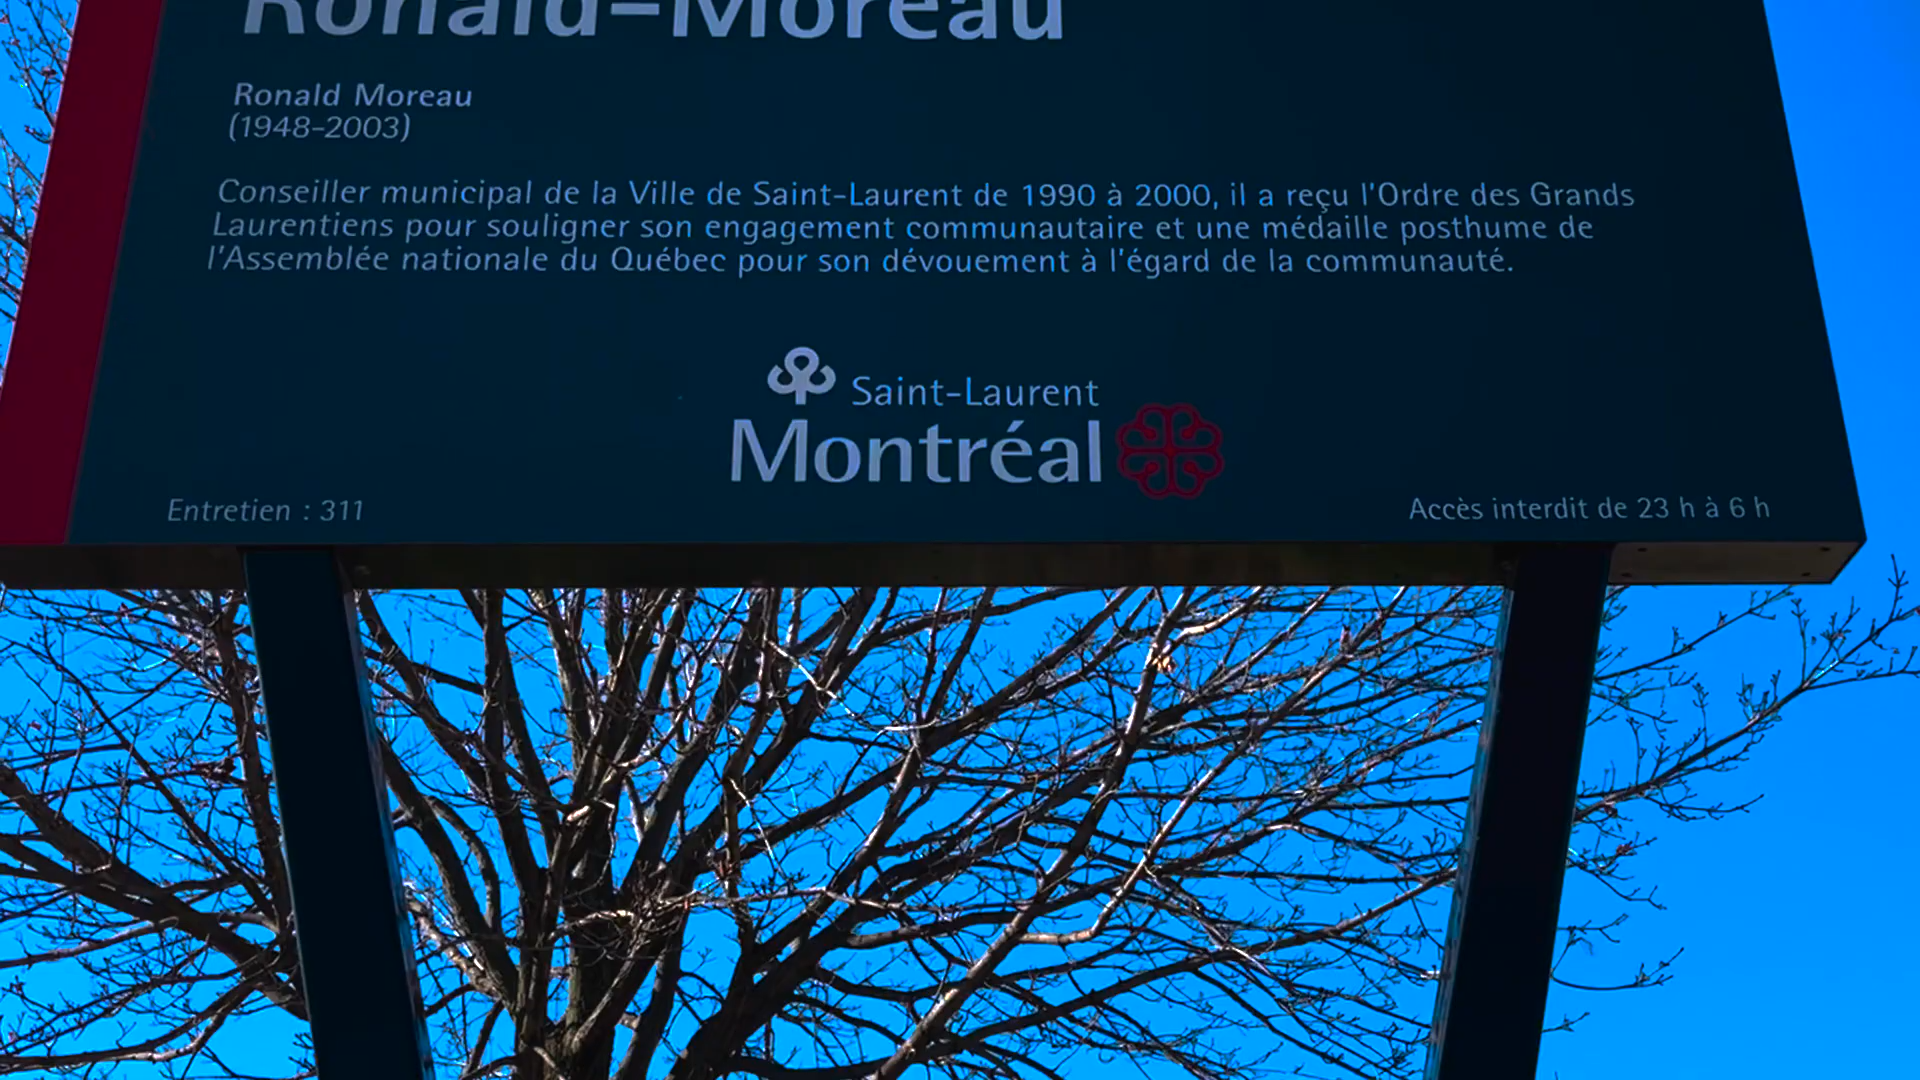 Ronald-Moreau
Ronald Moreau
(1948-2003)
Conseiller municipal de la Ville de Saint-Laurent de 1990 à 2000, il a reçu l'Ordre des Grands
Laurentiens pour souligner son engagement communautaire et une médaille posthume de
l'Assemblée nationale du Québec pour son dévouement à l'égard de la communauté.
Saint-Laurent
Montréal
Entretien : 311
Accès interdit de 23 h à 6 h